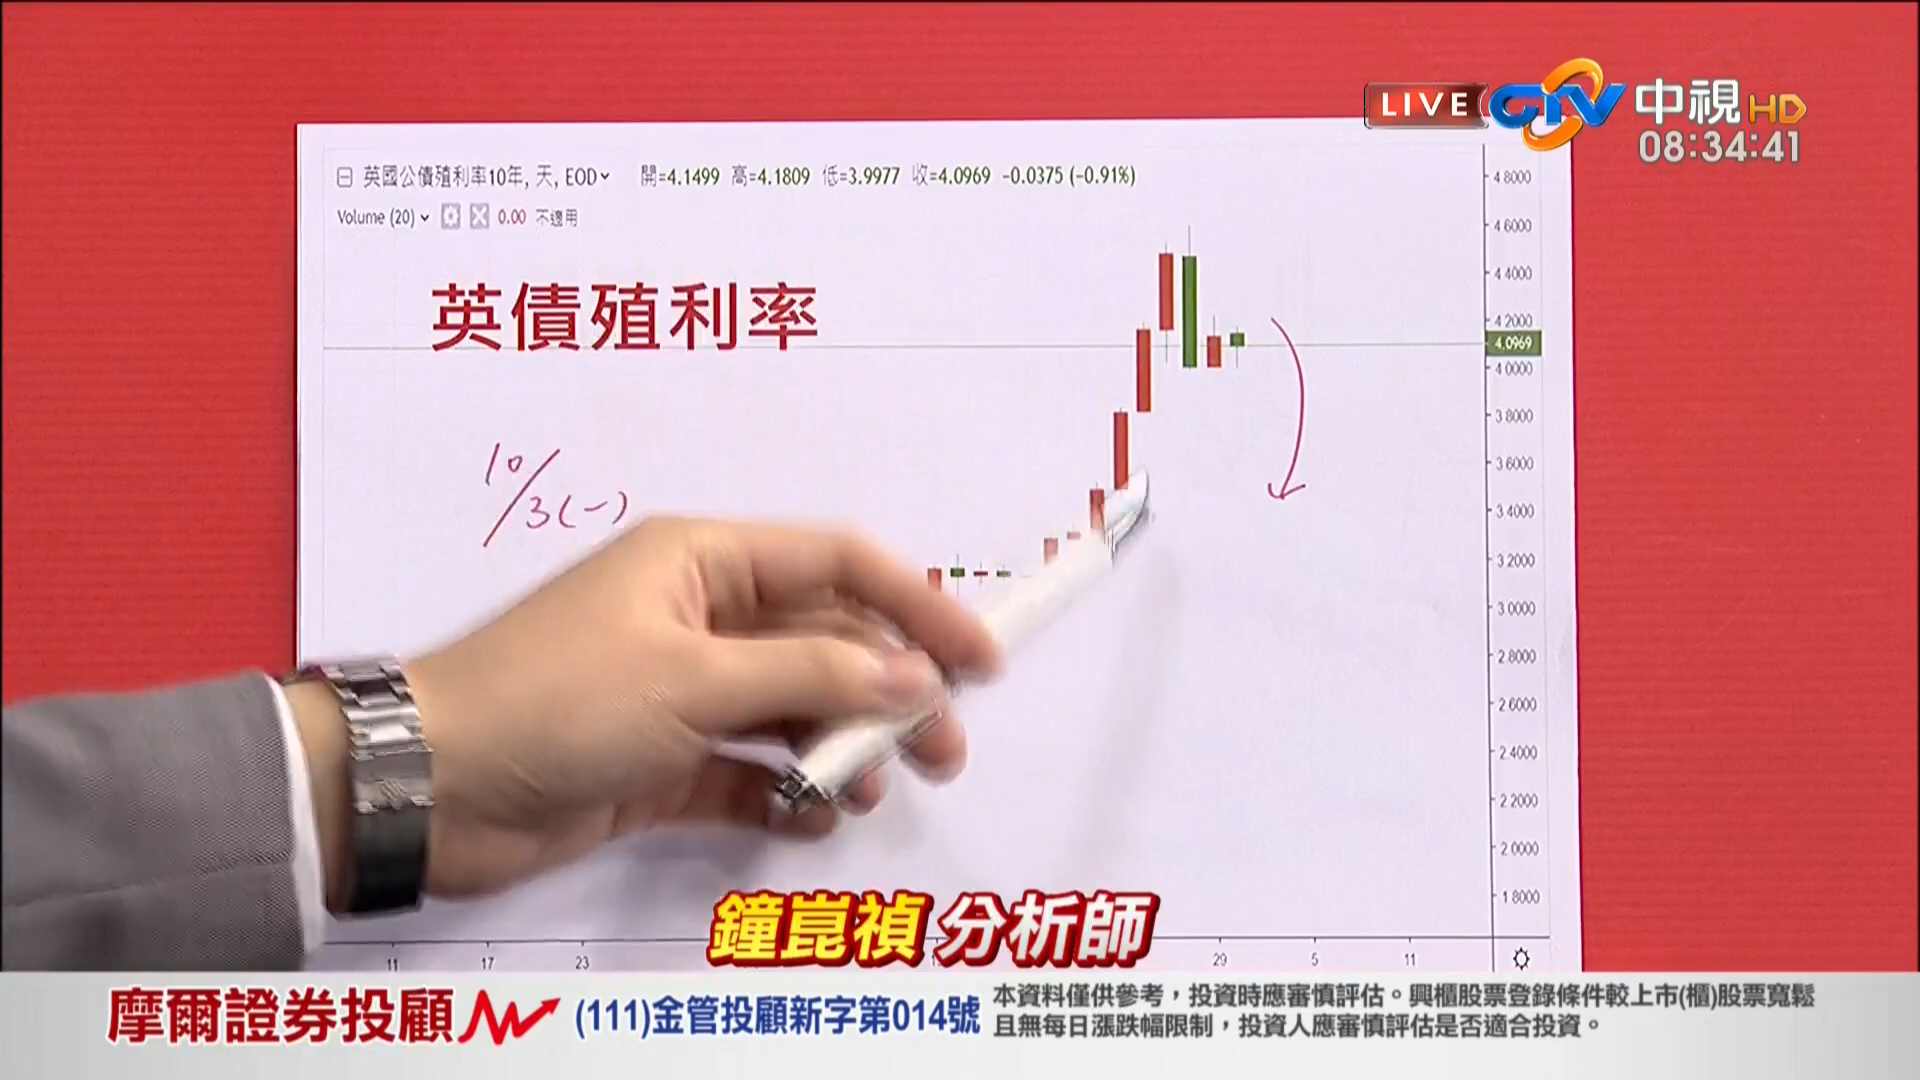 LIVE CTV 中視HD
08:34:41
英國公債殖利率10年, 天, EOD 開=4.1499 高=4.1809 低=3.9977 收=4.0969 -0.0375 (-0.91%)
Volume (20) 0.00 不適用
英債殖利率
10/3(一)
4.8000
4.6000
4.4000
4.2000
4.0969
4.0000
3.8000
3.6000
3.4000
3.2000
3.0000
2.8000
2.6000
2.4000
2.2000
2.0000
1.8000
11 17 23 29 5 11
鐘崑禎 分析師
摩爾證券投顧 (111)金管投顧新字第014號
本資料僅供參考，投資時應審慎評估。興櫃股票登錄條件較上市(櫃)股票寬鬆
且無每日漲跌幅限制，投資人應審慎評估是否適合投資。